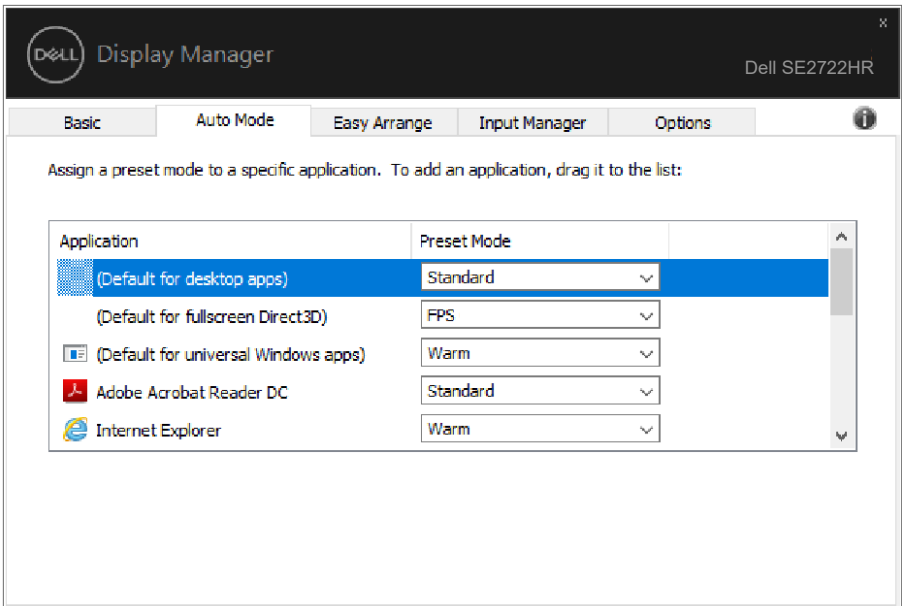 x
DELL Display Manager
Dell SE2722HR
Basic Auto Mode Easy Arrange Input Manager Options i
Assign a preset mode to a specific application. To add an application, drag it to the list:
Application Preset Mode
(Default for desktop apps) Standard
(Default for fullscreen Direct3D) FPS
(Default for universal Windows apps) Warm
Adobe Acrobat Reader DC Standard
Internet Explorer Warm